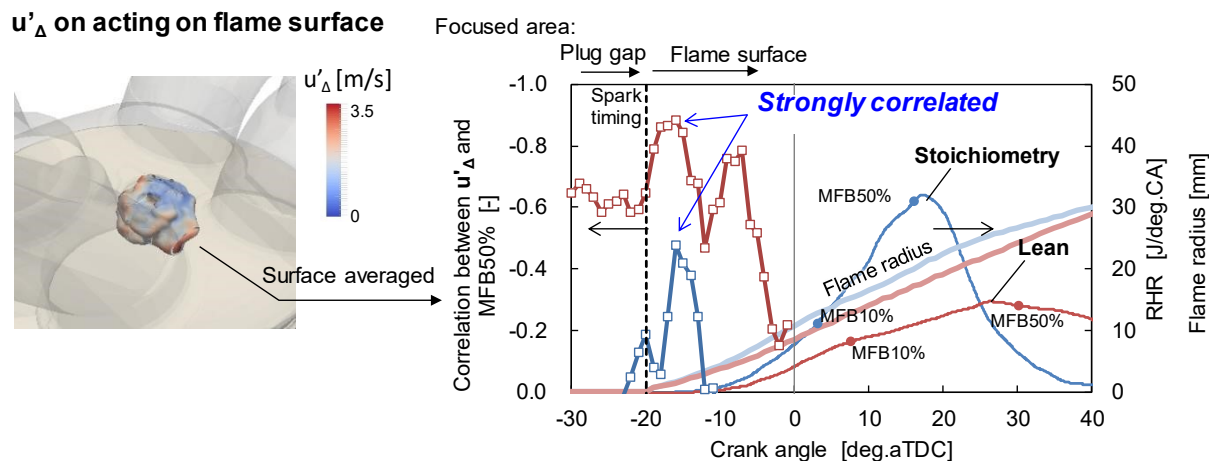 u'Δ on acting on flame surface
u'Δ [m/s]
3.5
0
Surface averaged
Focused area:
Plug gap
Flame surface
Spark
timing
Strongly correlated
Stoichiometry
MFB50%
Flame radius
Lean
MFB10%
MFB50%
MFB10%
Correlation between u'Δ and
MFB50% [-]
-1.0
-0.8
-0.6
-0.4
-0.2
0.0
-30
-20
-10
0
10
20
30
40
Crank angle [deg.aTDC]
50
40
30
20
10
0
RHR [J/deg.CA]
Flame radius [mm]